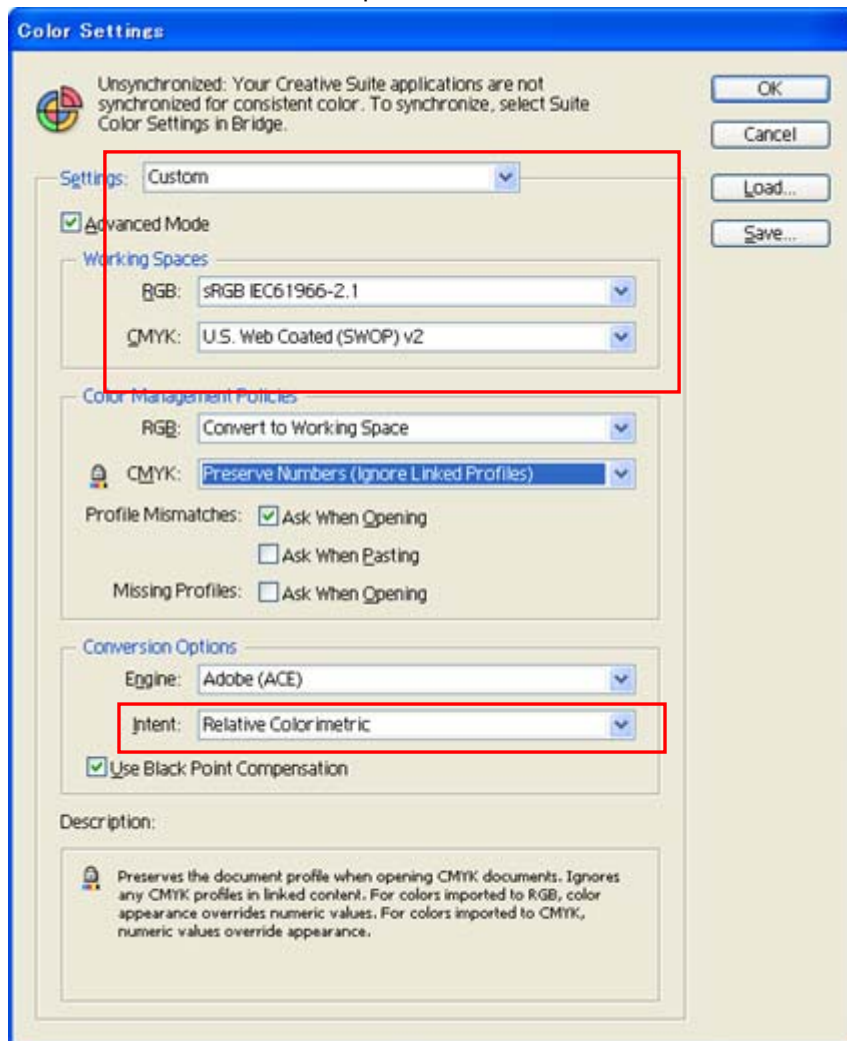 Color Settings
Unsynchronized: Your Creative Suite applications are not
synchronized for consistent color. To synchronize, select Suite
Color Settings in Bridge.
OK
Cancel
Load...
Save...
Settings: Custom
Advanced Mode
Working Spaces
RGB: sRGB IEC61966-2.1
CMYK: U.S. Web Coated (SWOP) v2
Color Management Policies
RGB: Convert to Working Space
CMYK: Preserve Numbers (Ignore Linked Profiles)
Profile Mismatches: Ask When Opening
Ask When Pasting
Missing Profiles: Ask When Opening
Conversion Options
Engine: Adobe (ACE)
Intent: Relative Colorimetric
Use Black Point Compensation
Description:
Preserves the document profile when opening CMYK documents. Ignores
any CMYK profiles in linked content. For colors imported to RGB, color
appearance overrides numeric values. For colors imported to CMYK,
numeric values override appearance.